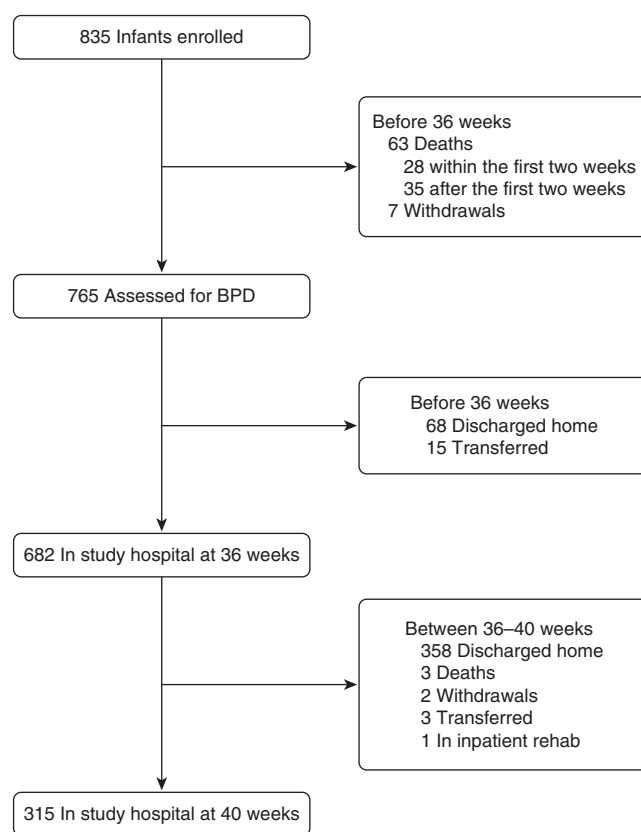 835 Infants enrolled
Before 36 weeks
63 Deaths
28 within the first two weeks
35 after the first two weeks
7 Withdrawals
765 Assessed for BPD
Before 36 weeks
68 Discharged home
15 Transferred
682 In study hospital at 36 weeks
Between 36–40 weeks
358 Discharged home
3 Deaths
2 Withdrawals
3 Transferred
1 In inpatient rehab
315 In study hospital at 40 weeks